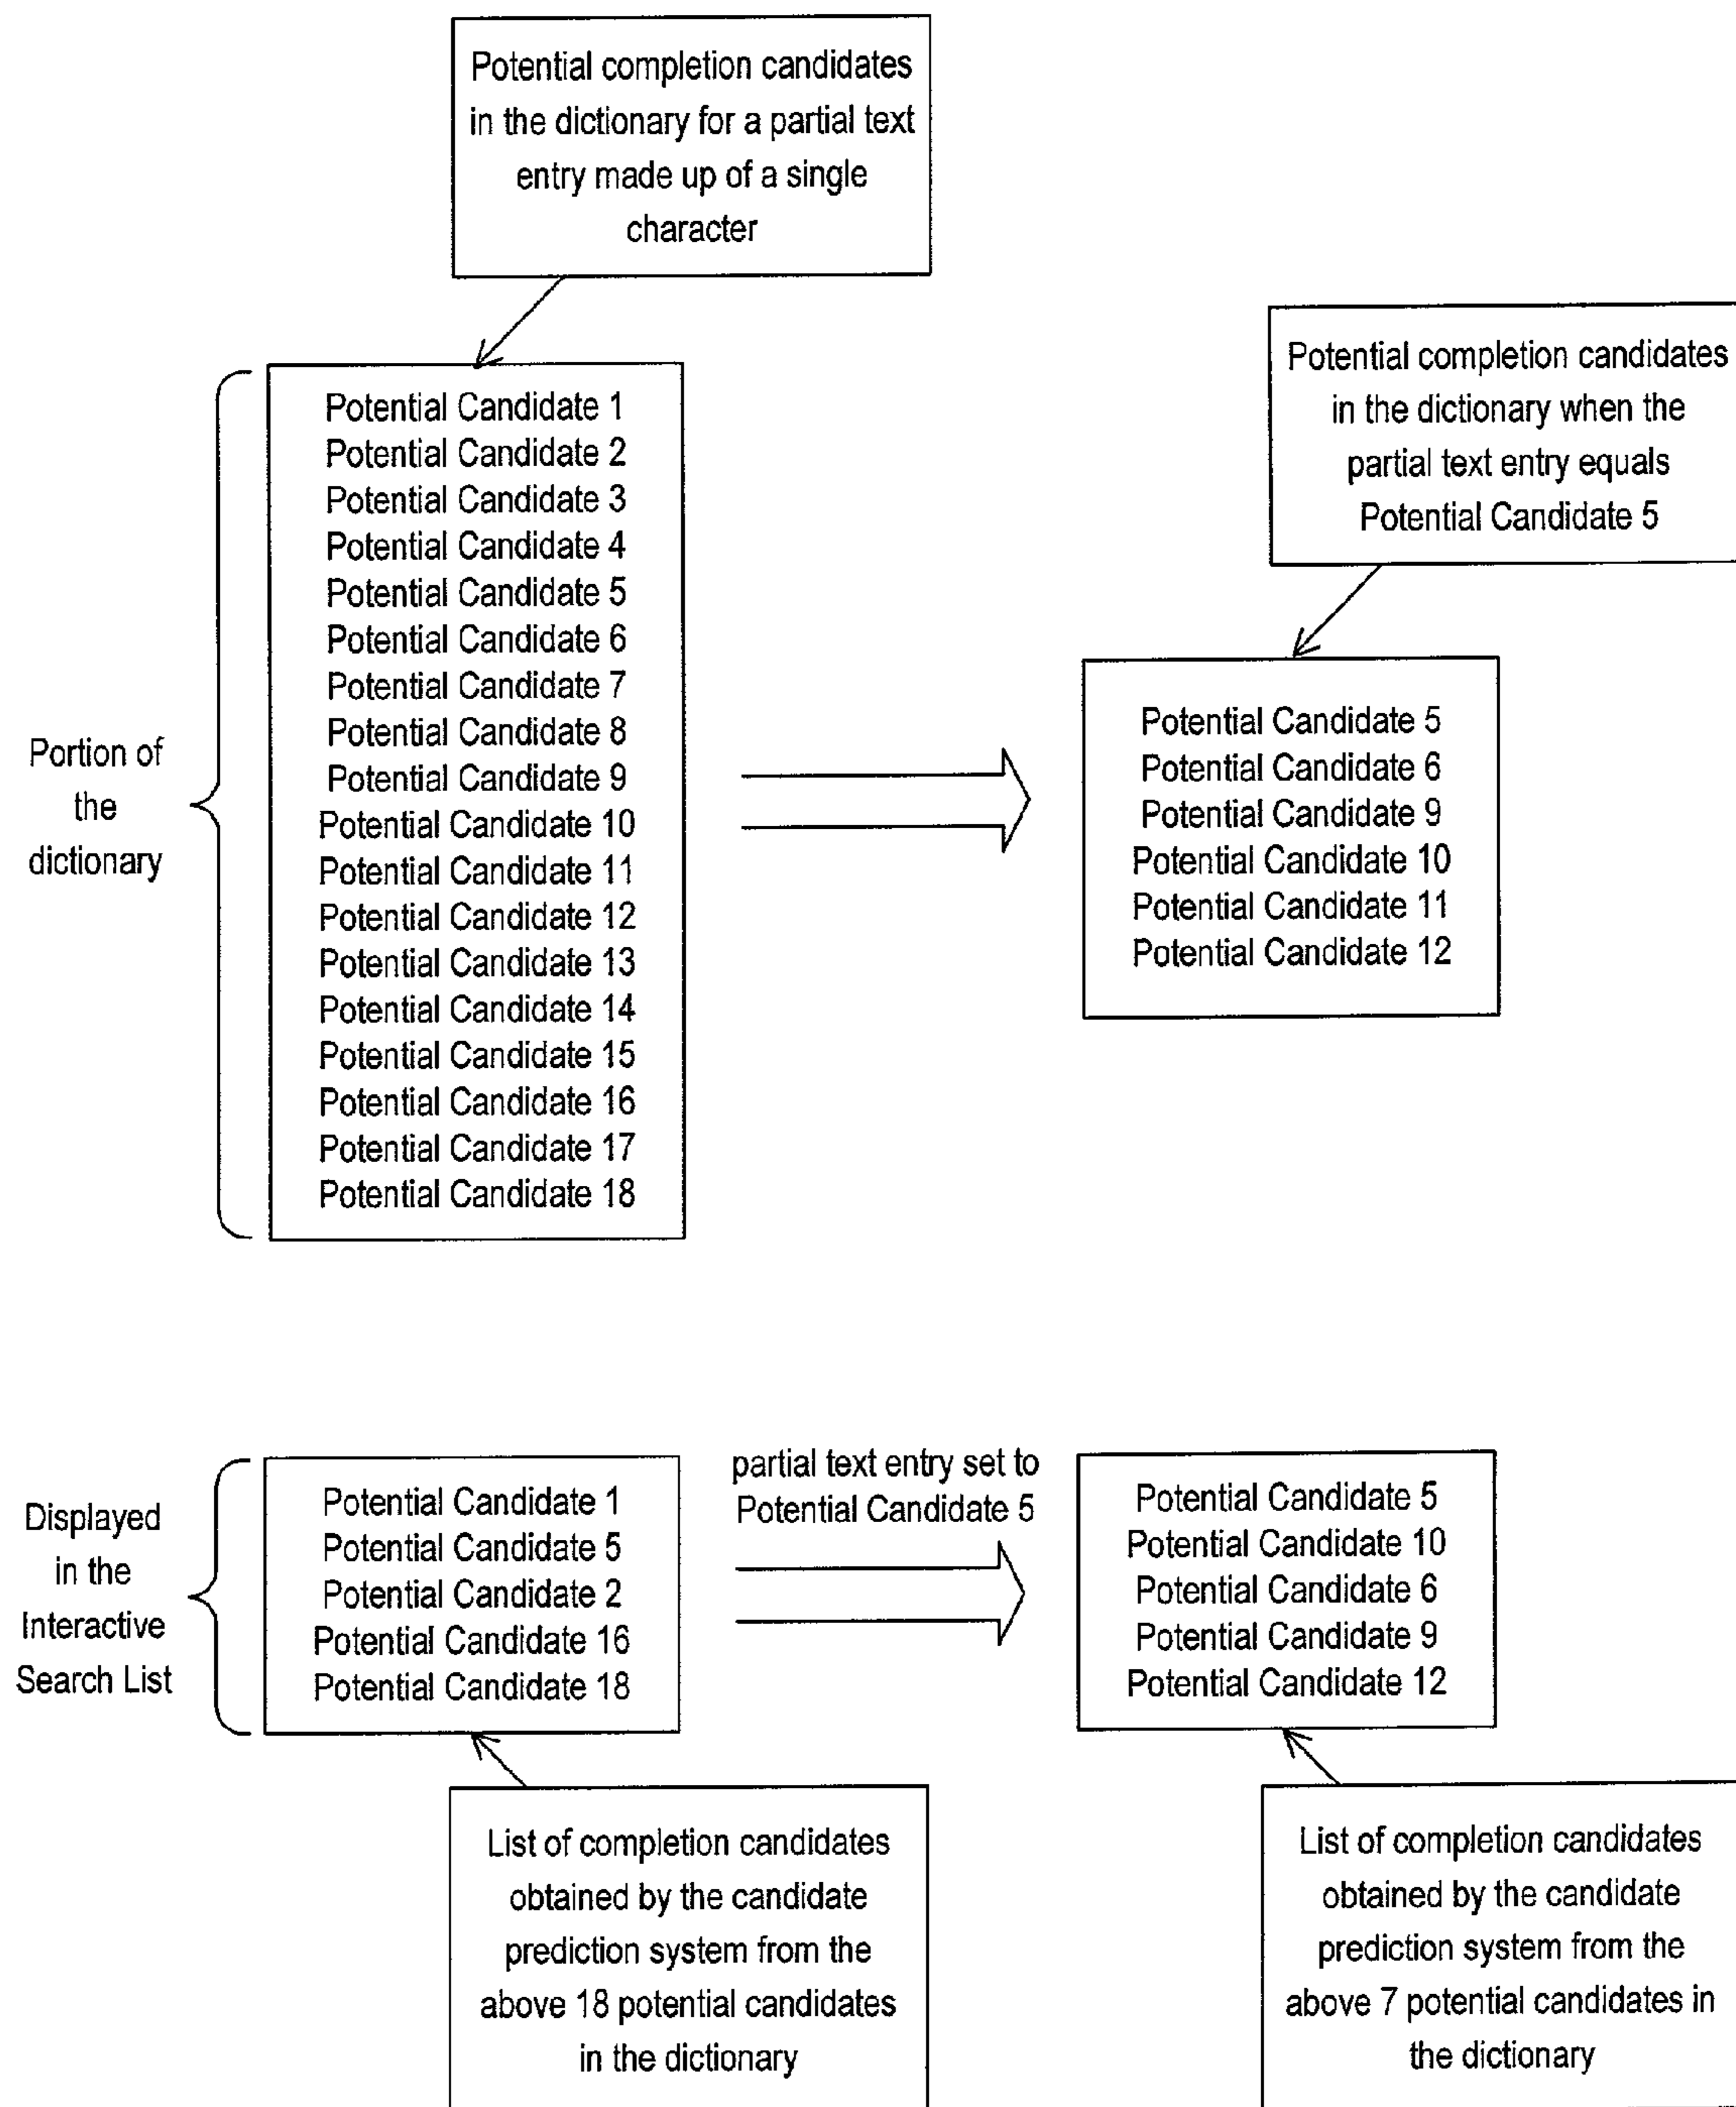 Potential completion candidates
in the dictionary for a partial text
entry made up of a single
character
Potential completion candidates
in the dictionary when the
partial text entry equals
Potential Candidate 5
Portion of
the
dictionary
Potential Candidate 1
Potential Candidate 2
Potential Candidate 3
Potential Candidate 4
Potential Candidate 5
Potential Candidate 6
Potential Candidate 7
Potential Candidate 8
Potential Candidate 9
Potential Candidate 10
Potential Candidate 11
Potential Candidate 12
Potential Candidate 13
Potential Candidate 14
Potential Candidate 15
Potential Candidate 16
Potential Candidate 17
Potential Candidate 18
Potential Candidate 5
Potential Candidate 6
Potential Candidate 9
Potential Candidate 10
Potential Candidate 11
Potential Candidate 12
Displayed
in the
Interactive
Search List
Potential Candidate 1
Potential Candidate 5
Potential Candidate 2
Potential Candidate 16
Potential Candidate 18
partial text entry set to
Potential Candidate 5
Potential Candidate 5
Potential Candidate 10
Potential Candidate 6
Potential Candidate 9
Potential Candidate 12
List of completion candidates
obtained by the candidate
prediction system from the
above 18 potential candidates
in the dictionary
List of completion candidates
obtained by the candidate
prediction system from the
above 7 potential candidates in
the dictionary